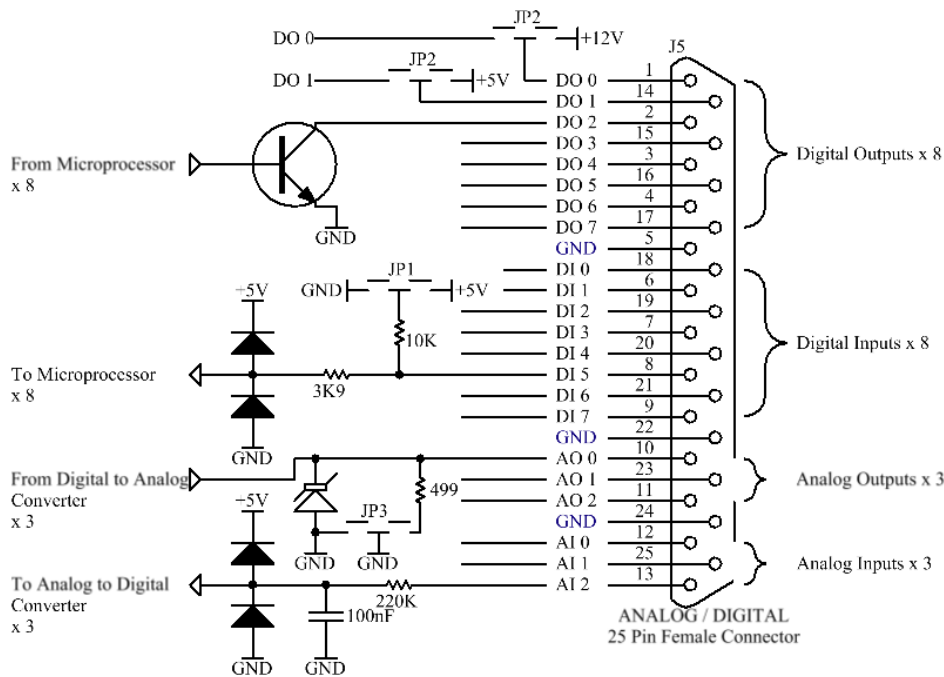 JP2
DO 0 +12V
J5
JP2
DO 1 +5V
DO 0 1
DO 1 14
DO 2 2
DO 3 15
DO 4 3
DO 5 16
DO 6 4
DO 7 17
GND 5
DI 0 18
DI 1 6
DI 2 19
DI 3 7
DI 4 20
DI 5 8
DI 6 21
DI 7 9
GND 22
AO 0 10
AO 1 23
AO 2 11
GND 24
AI 0 12
AI 1 25
AI 2 13
Digital Outputs x 8
Digital Inputs x 8
Analog Outputs x 3
Analog Inputs x 3
From Microprocessor
x 8
GND
JP1
GND +5V
10K
+5V
To Microprocessor
x 8
3K9
GND
From Digital to Analog
Converter
x 3
499
JP3
GND GND
+5V
To Analog to Digital
Converter
x 3
220K
100nF
GND GND
ANALOG / DIGITAL
25 Pin Female Connector